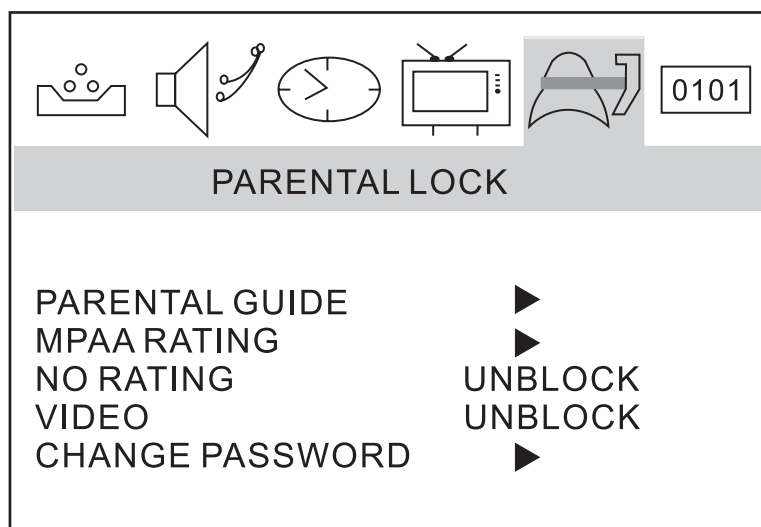 0101
PARENTAL LOCK
PARENTAL GUIDE ▶
MPAA RATING ▶
NO RATING UNBLOCK
VIDEO UNBLOCK
CHANGE PASSWORD ▶